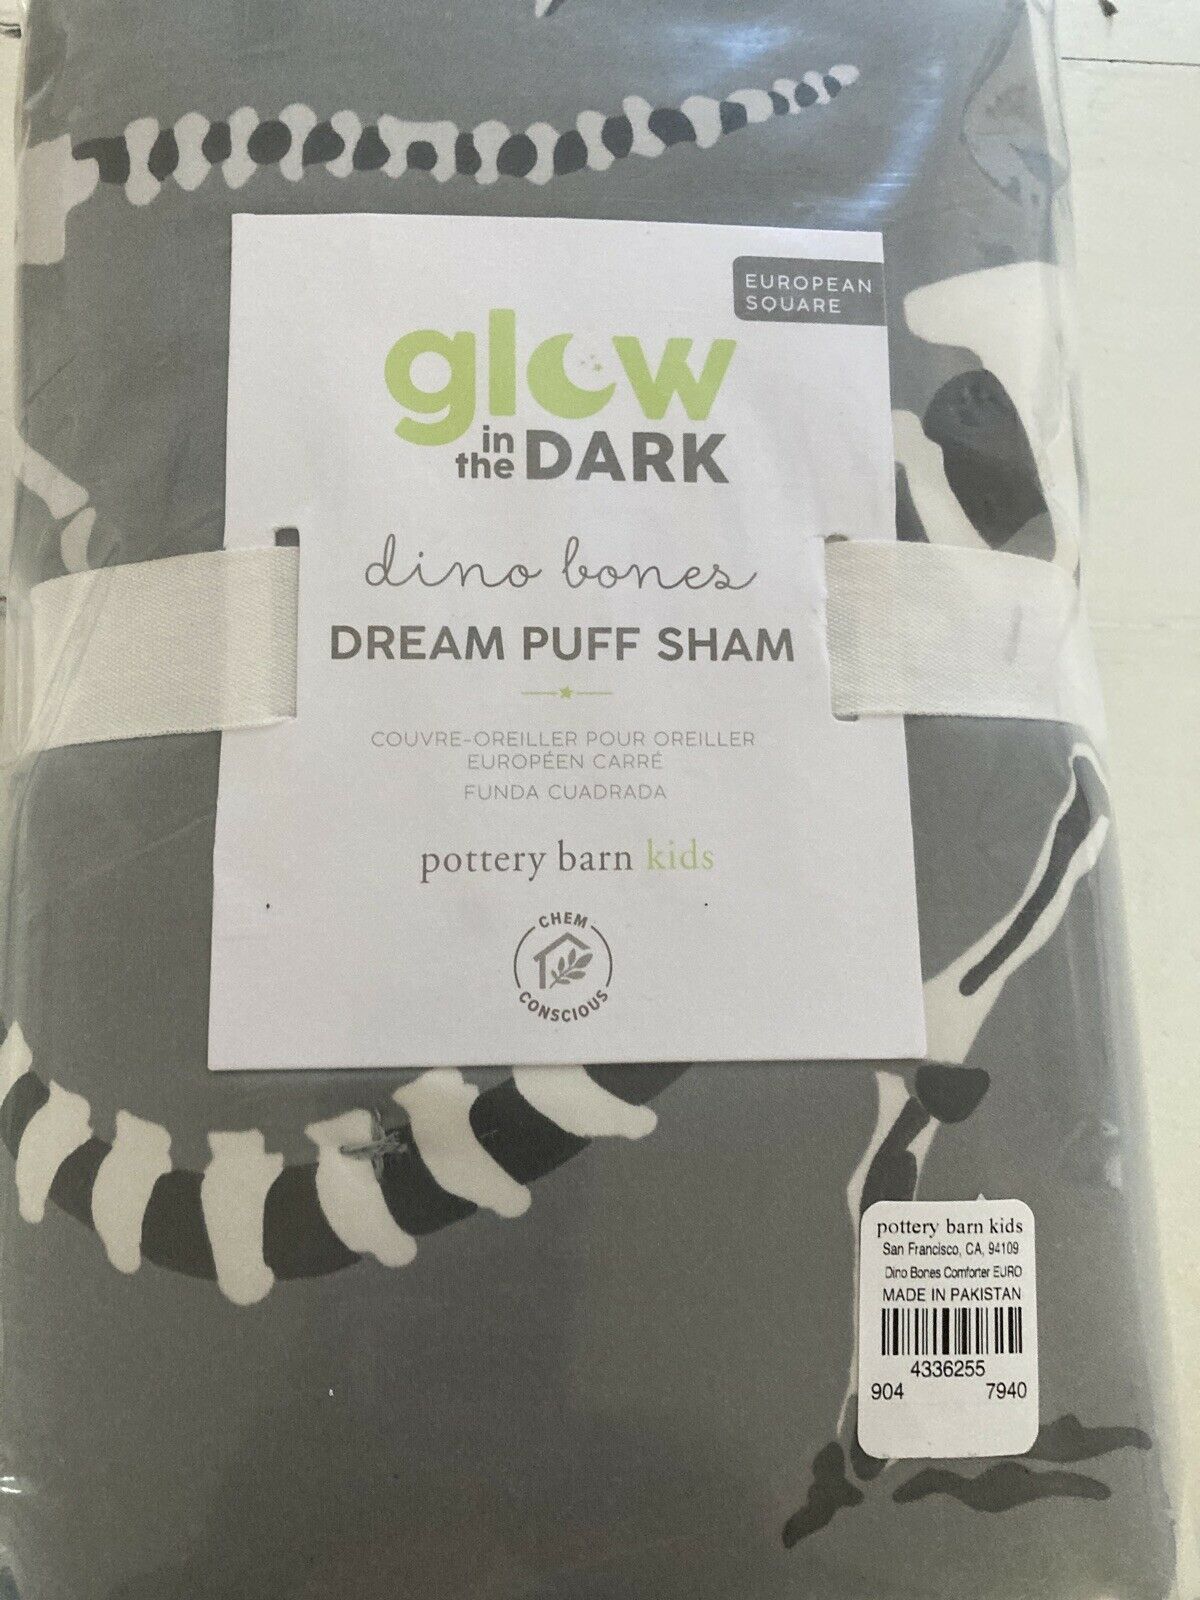 EUROPEAN
SQUARE
glow
in
the DARK
dino bones
DREAM PUFF SHAM
COUVRE-OREILLER POUR OREILLER
EUROPÉEN CARRÉ
FUNDA CUADRADA
pottery barn kids
CHEM
CONSCIOUS
pottery barn kids
San Francisco, CA, 94109
Dino Bones Comforter EURO
MADE IN PAKISTAN
4336255
904 7940